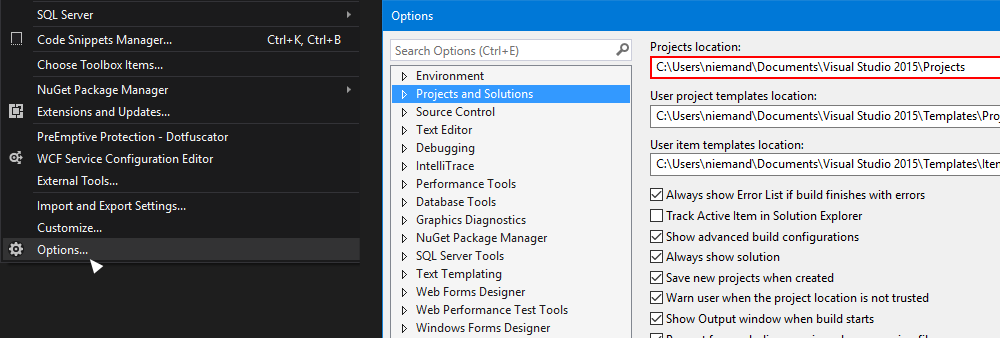 SQL Server
Code Snippets Manager... Ctrl+K, Ctrl+B
Choose Toolbox Items...
NuGet Package Manager
Extensions and Updates...
PreEmptive Protection - Dotfuscator
WCF Service Configuration Editor
External Tools...
Import and Export Settings...
Customize...
Options...
Options
Search Options (Ctrl+E)
Environment
Projects and Solutions
Source Control
Text Editor
Debugging
IntelliTrace
Performance Tools
Database Tools
Graphics Diagnostics
NuGet Package Manager
SQL Server Tools
Text Templating
Web Forms Designer
Web Performance Test Tools
Windows Forms Designer
Projects location:
C:\Users\niemand\Documents\Visual Studio 2015\Projects
User project templates location:
C:\Users\niemand\Documents\Visual Studio 2015\Templates\Proj
User item templates location:
C:\Users\niemand\Documents\Visual Studio 2015\Templates\Item
Always show Error List if build finishes with errors
Track Active Item in Solution Explorer
Show advanced build configurations
Always show solution
Save new projects when created
Warn user when the project location is not trusted
Show Output window when build starts